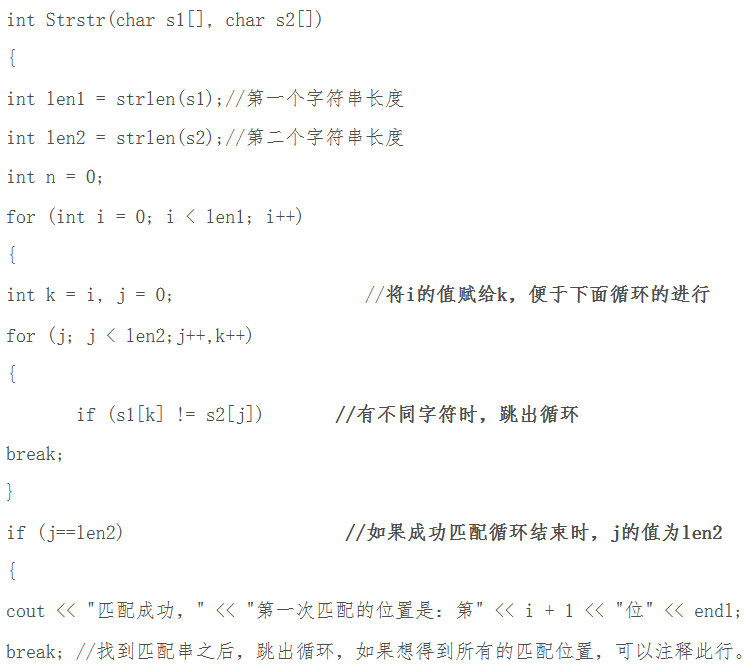 int Strstr(char s1[], char s2[])
{
int len1 = strlen(s1);//第一个字符串长度
int len2 = strlen(s2);//第二个字符串长度
int n = 0;
for (int i = 0; i < len1; i++)
{
int k = i, j = 0; //将i的值赋给k，便于下面循环的进行
for (j; j < len2;j++,k++)
{
if (s1[k] != s2[j]) //有不同字符时，跳出循环
break;
}
if (j==len2) //如果成功匹配循环结束时，j的值为len2
{
cout << "匹配成功，" << "第一次匹配的位置是：第" << i + 1 << "位" << endl;
break; //找到匹配串之后，跳出循环，如果想得到所有的匹配位置，可以注释此行。